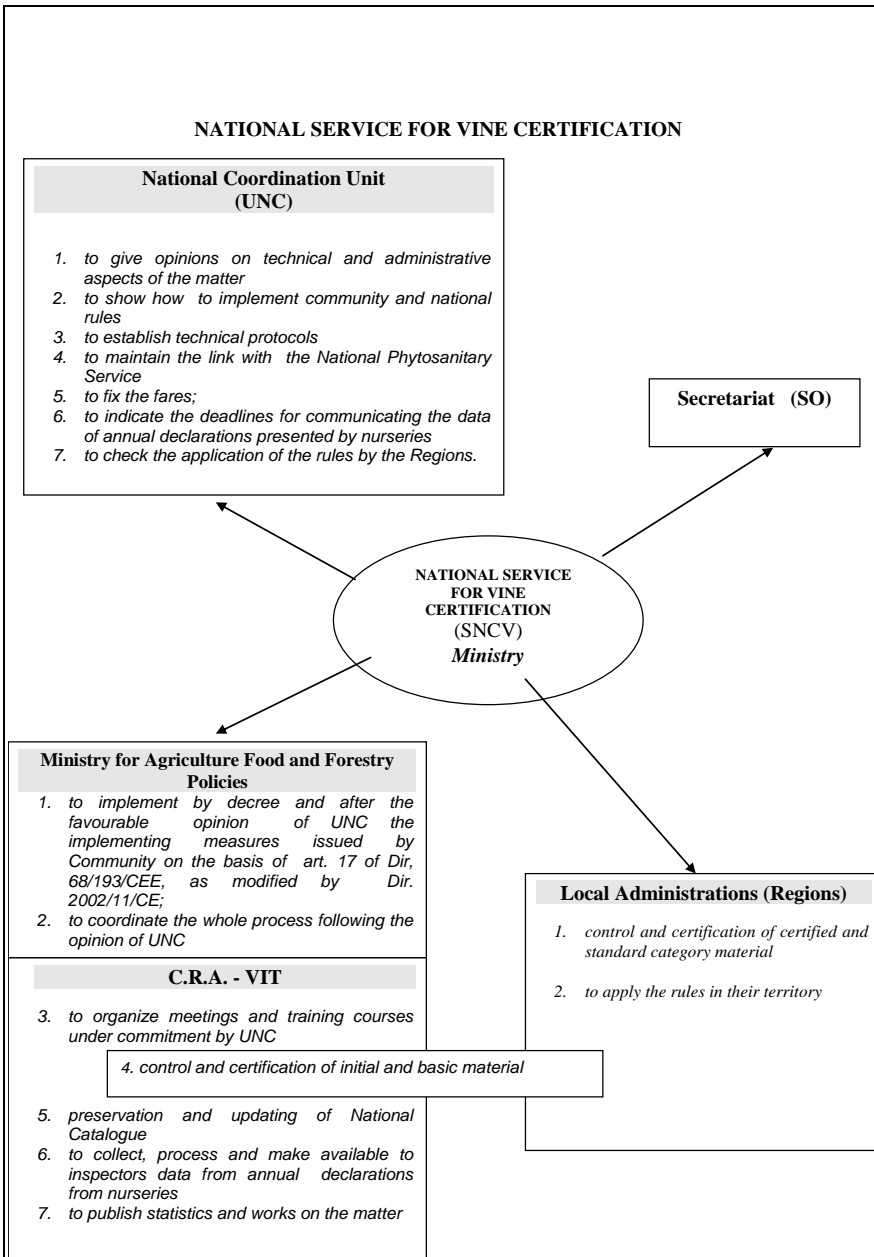 NATIONAL SERVICE FOR VINE CERTIFICATION
National Coordination Unit
(UNC)
1. to give opinions on technical and administrative
aspects of the matter
2. to show how to implement community and national
rules
3. to establish technical protocols
4. to maintain the link with the National Phytosanitary
Service
5. to fix the fares;
6. to indicate the deadlines for communicating the data
of annual declarations presented by nurseries
7. to check the application of the rules by the Regions.
Secretariat (SO)
NATIONAL SERVICE
FOR VINE
CERTIFICATION
(SNCV)
Ministry
Ministry for Agriculture Food and Forestry
Policies
1. to implement by decree and after the
favourable opinion of UNC the
implementing measures issued by
Community on the basis of art. 17 of Dir,
68/193/CEE, as modified by Dir.
2002/11/CE;
2. to coordinate the whole process following the
opinion of UNC
C.R.A. - VIT
3. to organize meetings and training courses
under commitment by UNC
4. control and certification of initial and basic material
5. preservation and updating of National
Catalogue
6. to collect, process and make available to
inspectors data from annual declarations
from nurseries
7. to publish statistics and works on the matter
Local Administrations (Regions)
1. control and certification of certified and
standard category material
2. to apply the rules in their territory